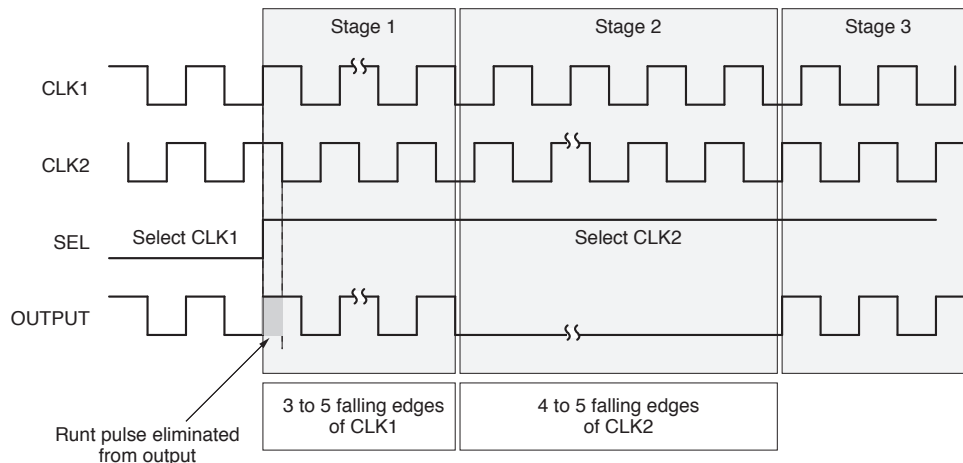 Stage 1
Stage 2
Stage 3
CLK1
CLK2
SEL
Select CLK1
Select CLK2
OUTPUT
3 to 5 falling edges
of CLK1
4 to 5 falling edges
of CLK2
Runt pulse eliminated
from output